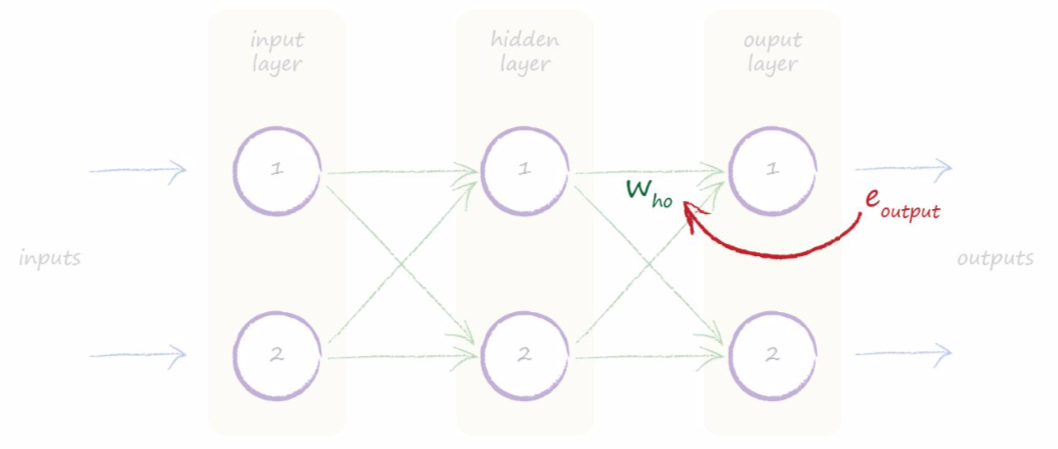 input
layer
hidden
layer
ouput
layer
1
1
1
w ho
e output
inputs
outputs
2
2
2